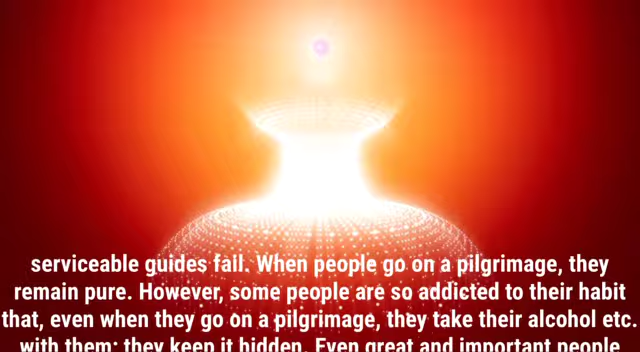 serviceable guides fail. When people go on a pilgrimage, they
remain pure. However, some people are so addicted to their habit
that, even when they go on a pilgrimage, they take their alcohol etc.
with them; they keep it hidden. Even great and important people